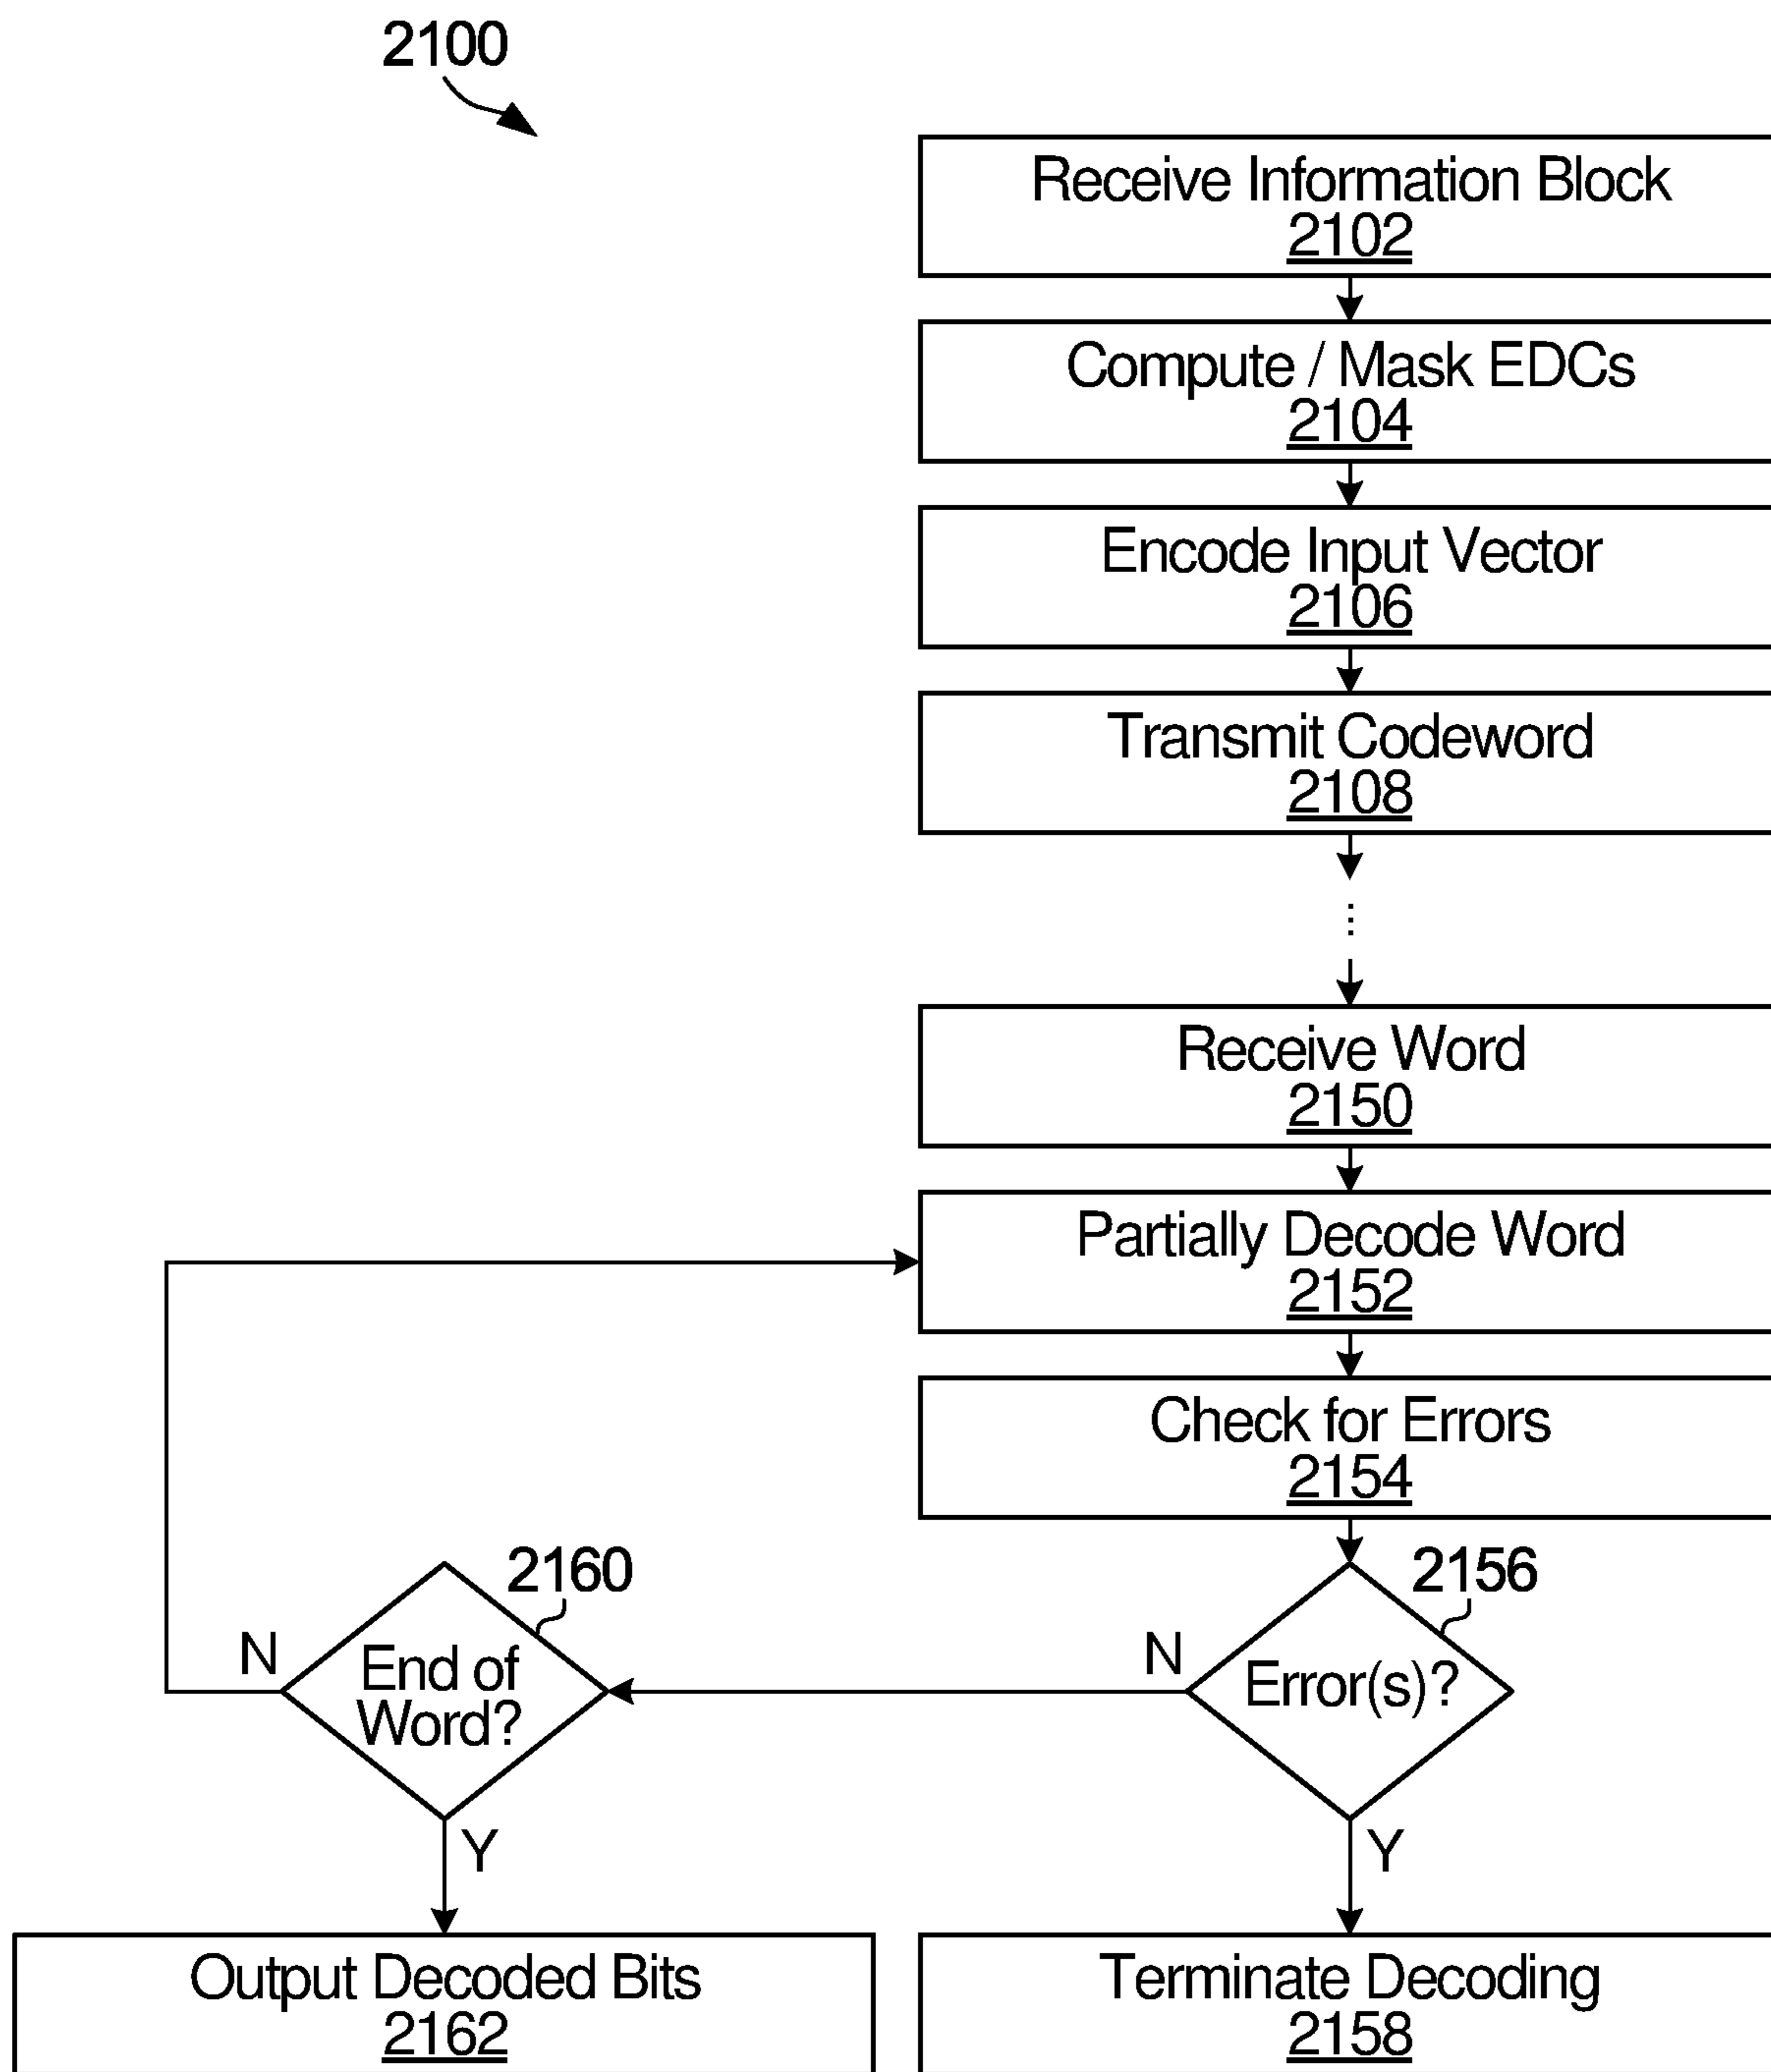 2100
Receive Information Block
2102
Compute / Mask EDCs
2104
Encode Input Vector
2106
Transmit Codeword
2108
Receive Word
2150
Partially Decode Word
2152
Check for Errors
2154
2160
2156
N
End of
Word?
N
Error(s)?
Y
Y
Output Decoded Bits
2162
Terminate Decoding
2158